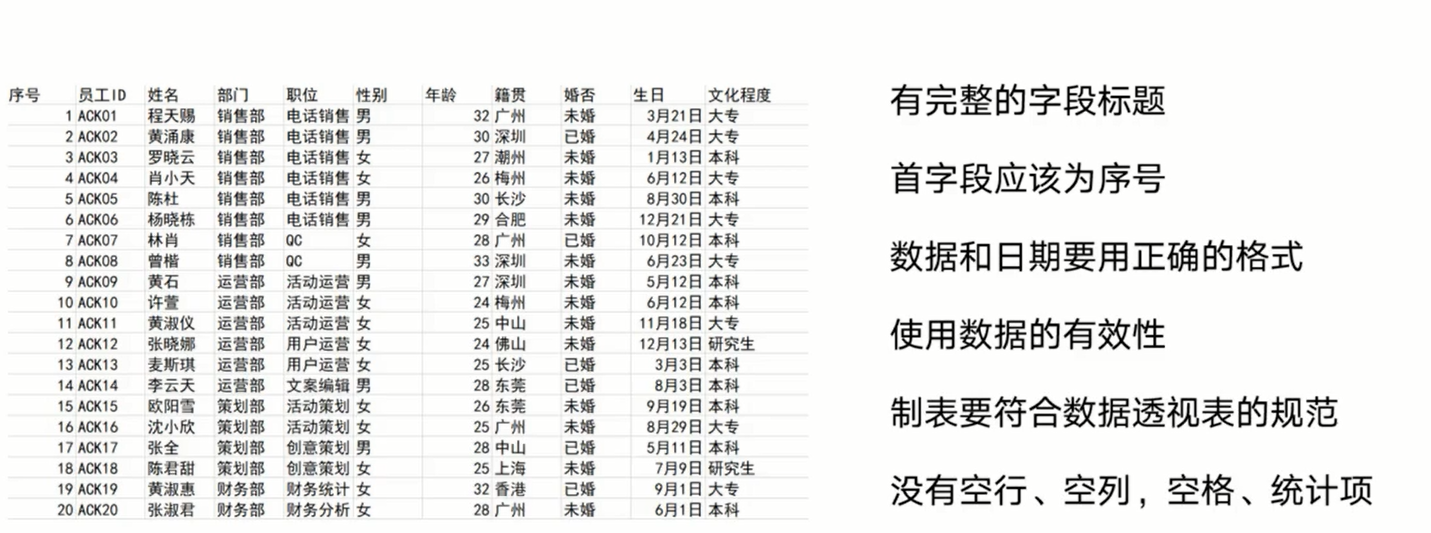 序号 员工ID 姓名 部门 职位 性别 年龄 籍贯 婚否 生日 文化程度
1 ACK01 程天赐 销售部 电话销售 男 32 广州 未婚 3月21日 大专
2 ACK02 黄涌康 销售部 电话销售 男 30 深圳 已婚 4月24日 大专
3 ACK03 罗晓云 销售部 电话销售 女 27 潮州 未婚 1月13日 本科
4 ACK04 肖小天 销售部 电话销售 女 26 梅州 未婚 6月12日 大专
5 ACK05 陈杜 销售部 电话销售 男 30 长沙 未婚 8月30日 本科
6 ACK06 杨晓栋 销售部 电话销售 男 29 合肥 未婚 12月21日 大专
7 ACK07 林肖 销售部 QC 女 28 广州 已婚 10月12日 本科
8 ACK08 曾楷 销售部 QC 男 33 深圳 未婚 6月23日 大专
9 ACK09 黄石 运营部 活动运营 男 27 深圳 未婚 5月12日 本科
10 ACK10 许萱 运营部 活动运营 女 24 梅州 未婚 6月12日 本科
11 ACK11 黄淑仪 运营部 活动运营 女 25 中山 未婚 11月18日 大专
12 ACK12 张晓娜 运营部 用户运营 女 24 佛山 未婚 12月13日 研究生
13 ACK13 麦斯琪 运营部 用户运营 女 25 长沙 已婚 3月3日 本科
14 ACK14 李云天 运营部 文案编辑 男 28 东莞 已婚 8月3日 本科
15 ACK15 欧阳雪 策划部 活动策划 女 26 东莞 未婚 9月19日 本科
16 ACK16 沈小欣 策划部 活动策划 女 25 广州 未婚 8月29日 大专
17 ACK17 张全 策划部 创意策划 男 28 中山 已婚 5月11日 本科
18 ACK18 陈君甜 策划部 创意策划 女 25 上海 未婚 7月9日 研究生
19 ACK19 黄淑惠 财务部 财务统计 女 32 香港 已婚 9月1日 大专
20 ACK20 张淑君 财务部 财务分析 女 28 广州 未婚 6月1日 本科
有完整的字段标题
首字段应该为序号
数据和日期要用正确的格式
使用数据的有效性
制表要符合数据透视表的规范
没有空行、空列，空格、统计项